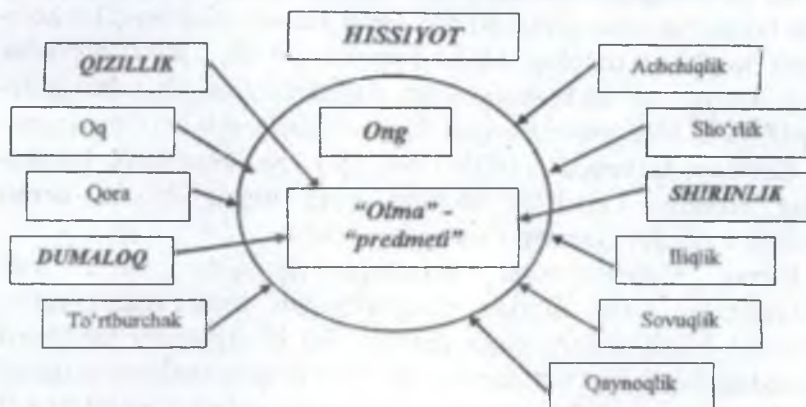 HISSIYOT
QIZILLIK
Achchiqlik
Oq
Ong
Sho‘rlik
Qora
“Olma” -
“predmeti”
SHIRINLIK
DUMALOQ
Iliqlik
To‘rtburchak
Sovuqlik
Qaynoqlik